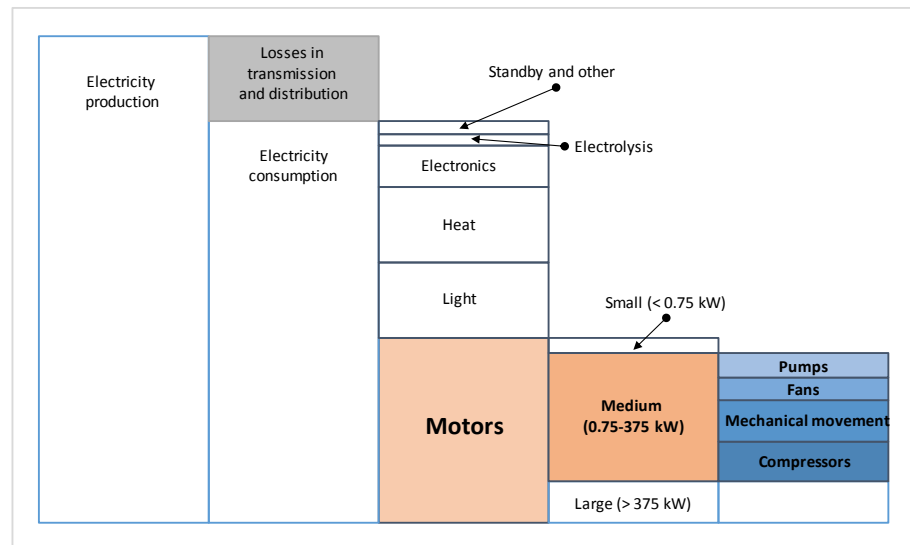 Electricity
production
Losses in
transmission
and distribution
Electricity
consumption
Standby and other
Electrolysis
Electronics
Heat
Light
Motors
Small (< 0.75 kW)
Medium
(0.75-375 kW)
Large (> 375 kW)
Pumps
Fans
Mechanical movement
Compressors